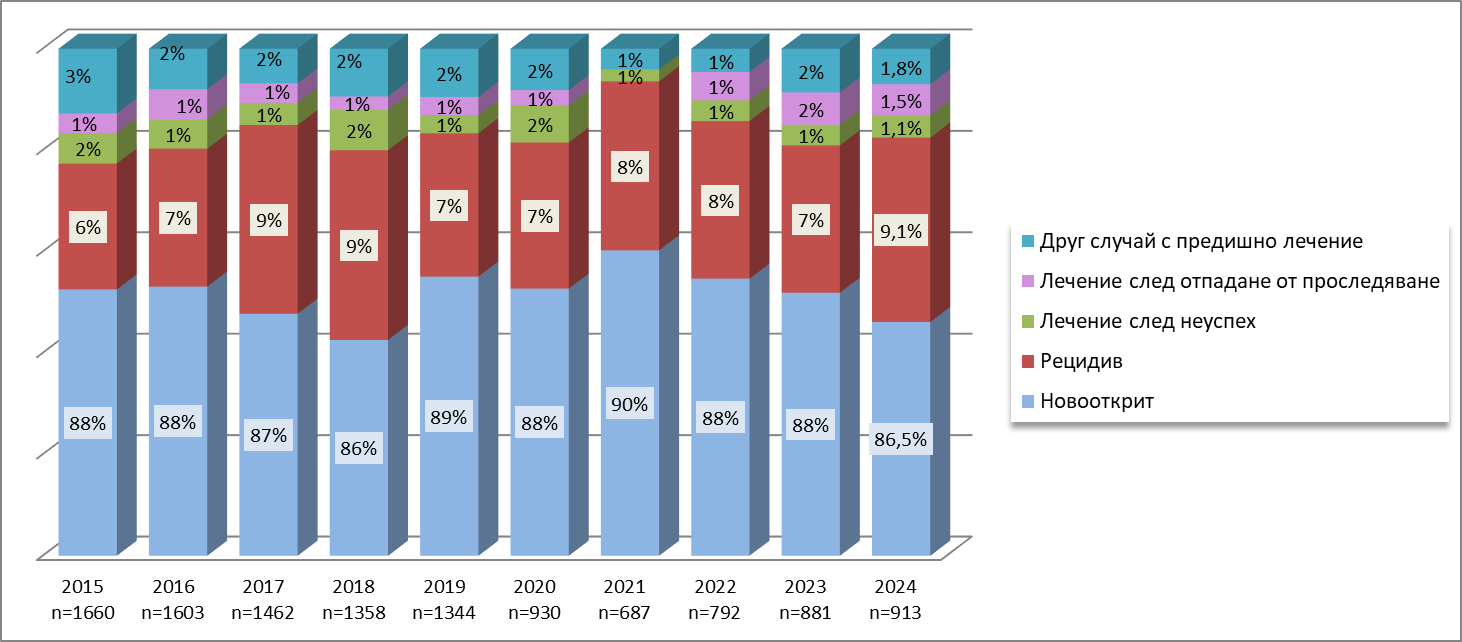 3% 2% 2% 2% 2% 2% 1% 1% 2% 1,8%
1% 1% 1% 1% 1% 1% 1% 2% 1,5%
2% 1% 1% 2% 1% 2% 1% 1% 1% 1,1%
6% 7% 9% 9% 7% 7% 8% 8% 7% 9,1%
88% 88% 87% 86% 89% 88% 90% 88% 88% 86,5%
2015 2016 2017 2018 2019 2020 2021 2022 2023 2024
n=1660 n=1603 n=1462 n=1358 n=1344 n=930 n=687 n=792 n=881 n=913
Друг случай с предишно лечение
Лечение след отпадане от проследяване
Лечение след неуспех
Рецидив
Новооткрит